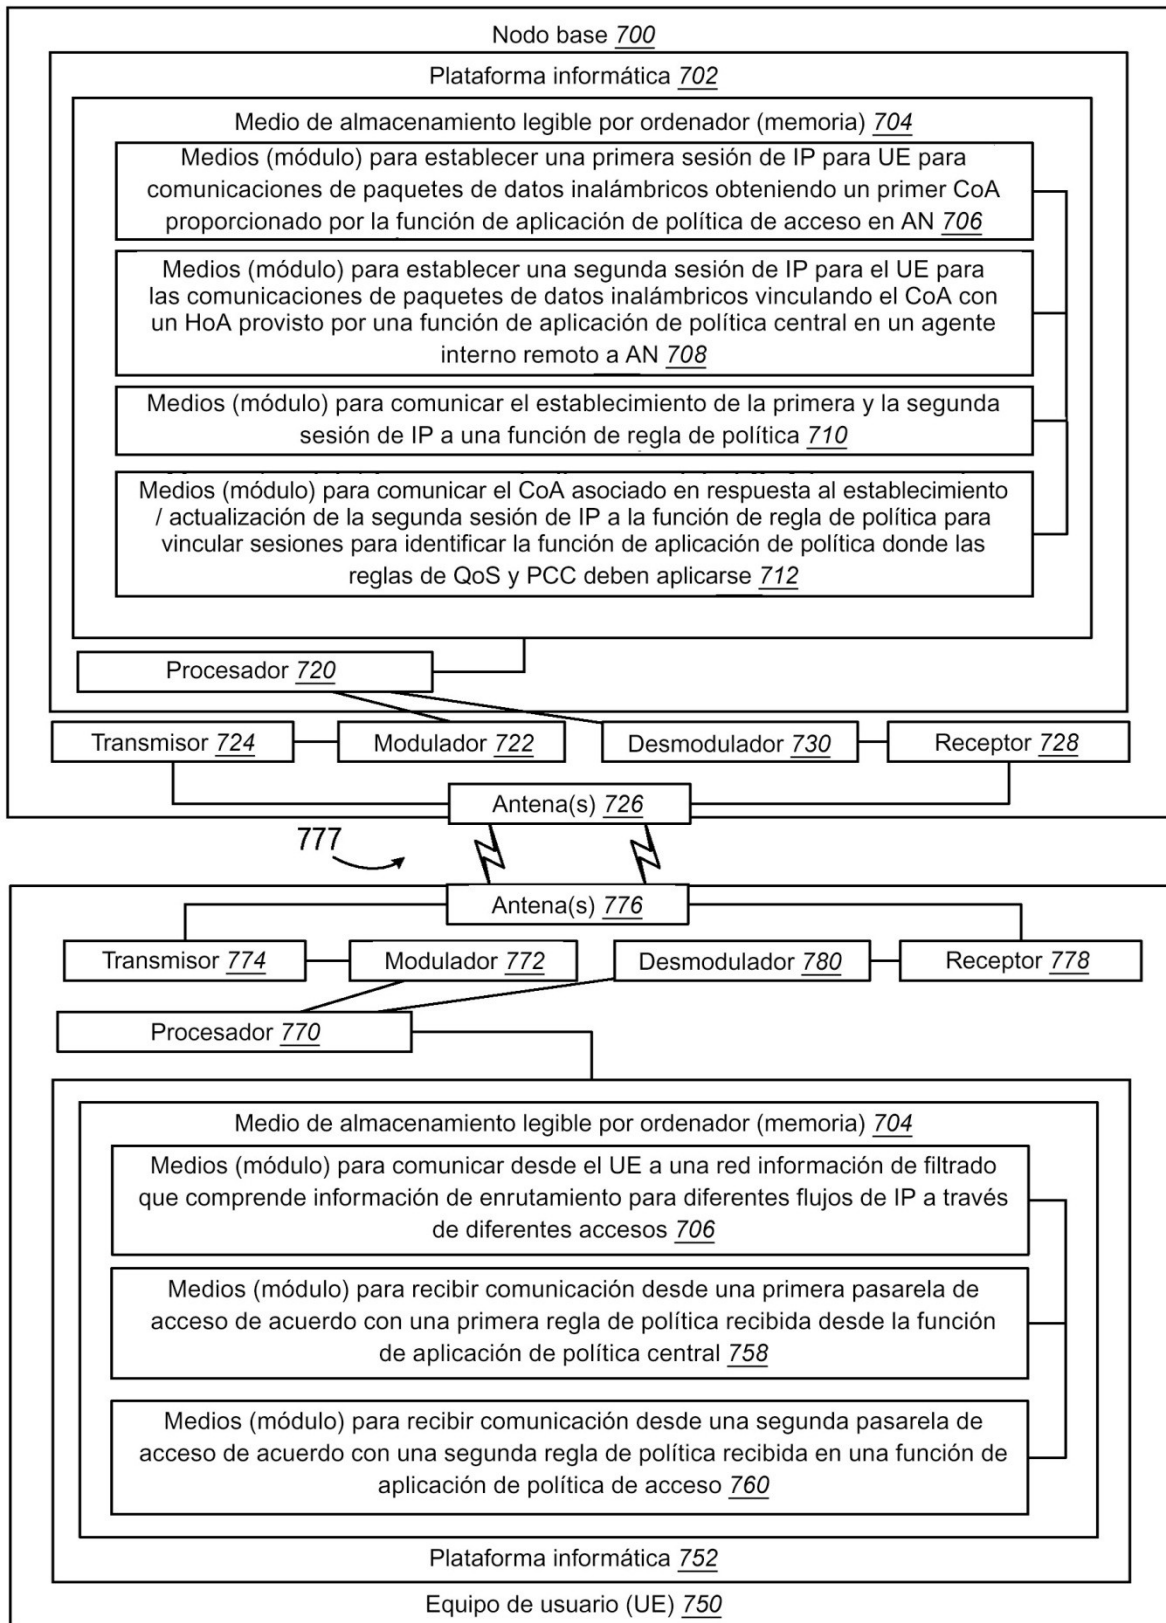 Nodo base 700
Plataforma informática 702
Medio de almacenamiento legible por ordenador (memoria) 704
Medios (módulo) para establecer una primera sesión de IP para UE para
comunicaciones de paquetes de datos inalámbricos obteniendo un primer CoA
proporcionado por la función de aplicación de política de acceso en AN 706
Medios (módulo) para establecer una segunda sesión de IP para el UE para
las comunicaciones de paquetes de datos inalámbricos vinculando el CoA con
un HoA provisto por una función de aplicación de política central en un agente
interno remoto a AN 708
Medios (módulo) para comunicar el establecimiento de la primera y la segunda
sesión de IP a una función de regla de política 710
Medios (módulo) para comunicar el CoA asociado en respuesta al establecimiento
/ actualización de la segunda sesión de IP a la función de regla de política para
vincular sesiones para identificar la función de aplicación de política donde las
reglas de QoS y PCC deben aplicarse 712
Procesador 720
Transmisor 724
Modulador 722
Desmodulador 730
Receptor 728
Antena(s) 726
777
Antena(s) 776
Transmisor 774
Modulador 772
Desmodulador 780
Receptor 778
Procesador 770
Medio de almacenamiento legible por ordenador (memoria) 704
Medios (módulo) para comunicar desde el UE a una red información de filtrado
que comprende información de enrutamiento para diferentes flujos de IP a través
de diferentes accesos 706
Medios (módulo) para recibir comunicación desde una primera pasarela de
acceso de acuerdo con una primera regla de política recibida desde la función
de aplicación de política central 758
Medios (módulo) para recibir comunicación desde una segunda pasarela de
acceso de acuerdo con una segunda regla de política recibida en una función de
aplicación de política de acceso 760
Plataforma informática 752
Equipo de usuario (UE) 750